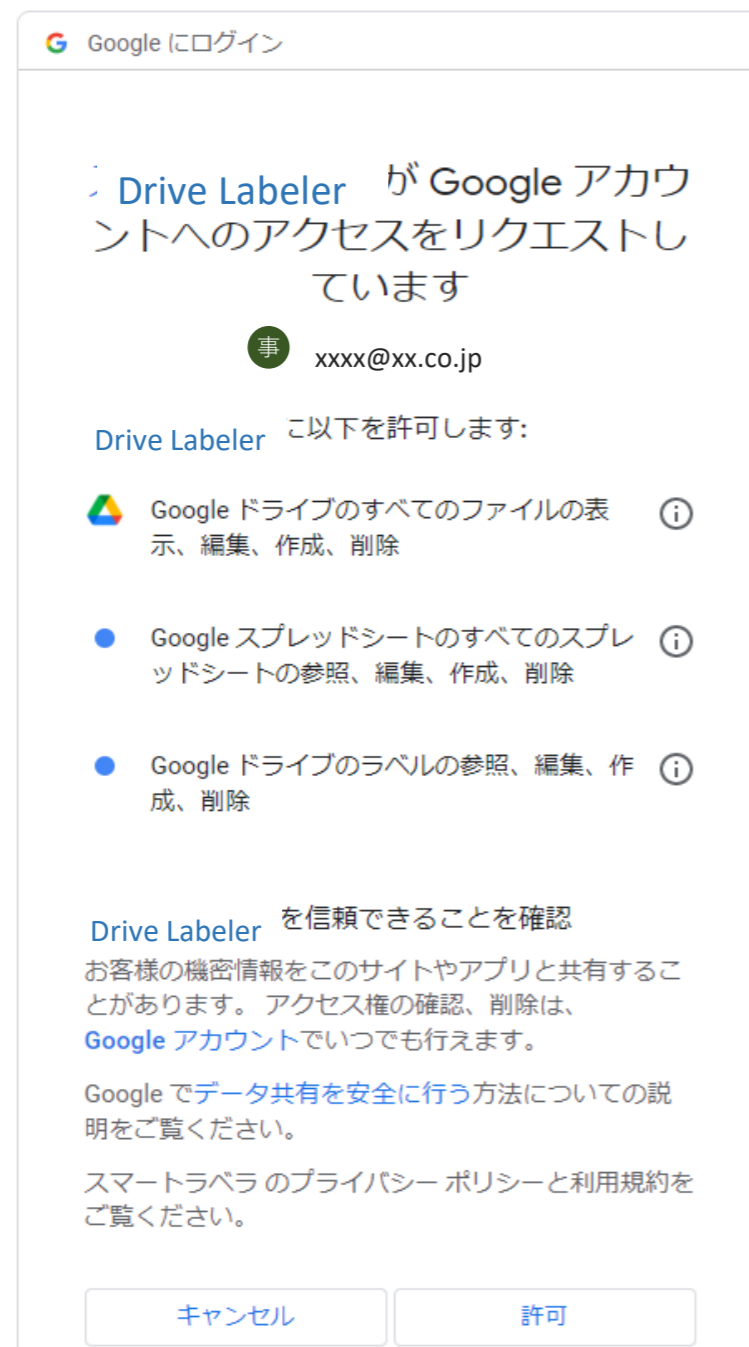 Google にログイン
Drive Labeler が Google アカウ
ントへのアクセスをリクエストし
ています
事 xxxx@xx.co.jp
Drive Labeler に以下を許可します:
Google ドライブのすべてのファイルの表
示、編集、作成、削除
Google スプレッドシートのすべてのスプレ
ッドシートの参照、編集、作成、削除
Google ドライブのラベルの参照、編集、作
成、削除
Drive Labeler を信頼できることを確認
お客様の機密情報をこのサイトやアプリと共有するこ
とがあります。 アクセス権の確認、削除は、
Google アカウントでいつでも行えます。
Google でデータ共有を安全に行う方法についての説
明をご覧ください。
スマートラベラ のプライバシー ポリシーと利用規約を
ご覧ください。
キャンセル 許可